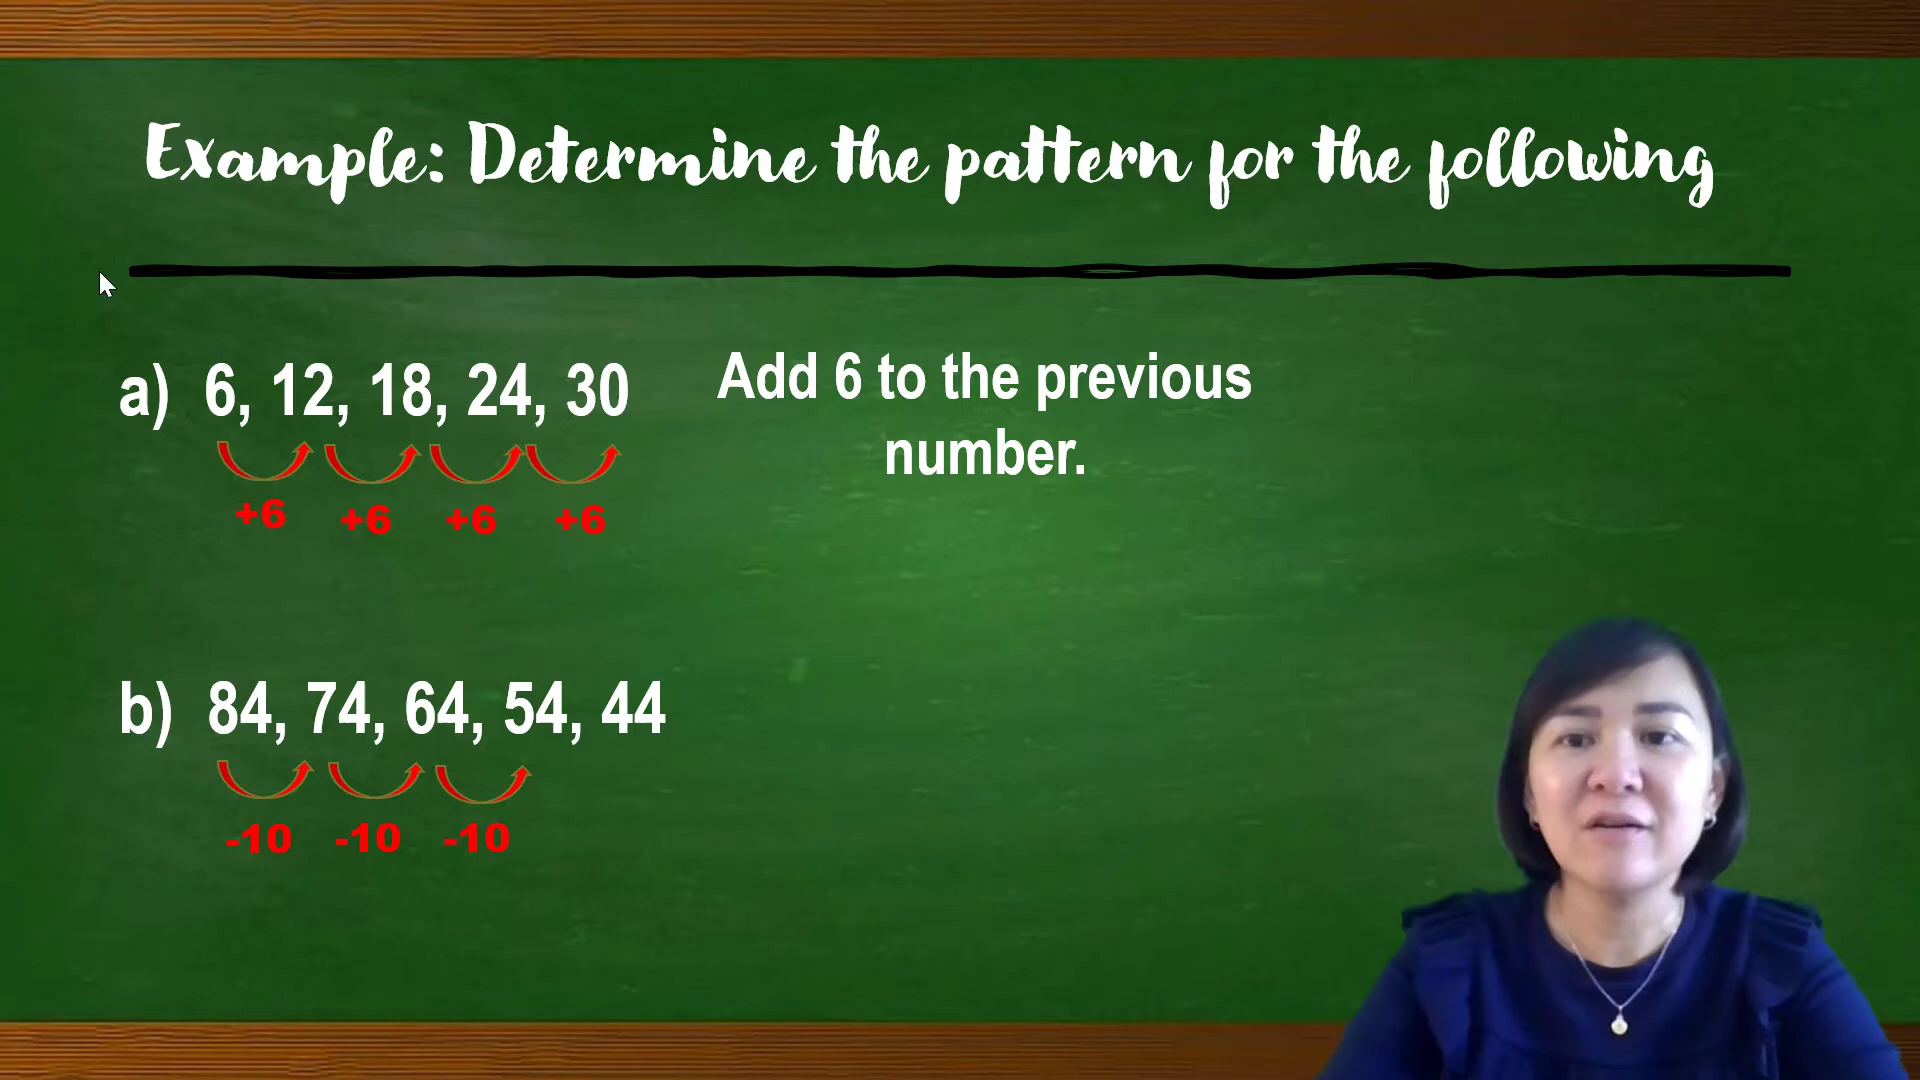 Example: Determine the pattern for the following
a) 6, 12, 18, 24, 30
Add 6 to the previous
number.
+6 +6 +6 +6
b) 84, 74, 64, 54, 44
-10 -10 -10